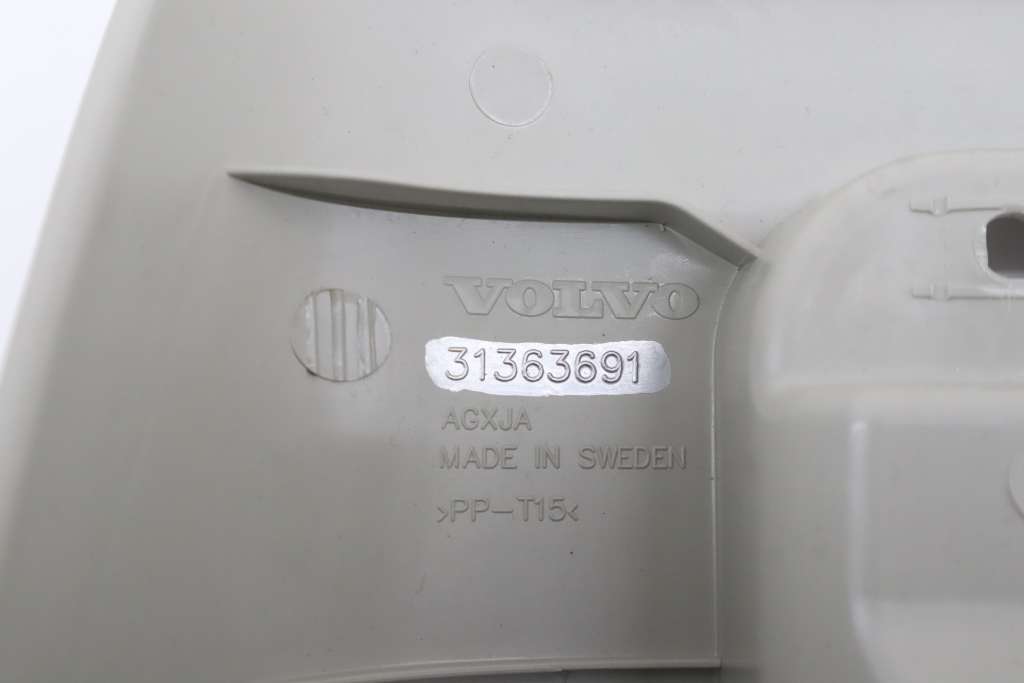 VOLVO
31363691
AGXJA
MADE IN SWEDEN
>PP-T15<